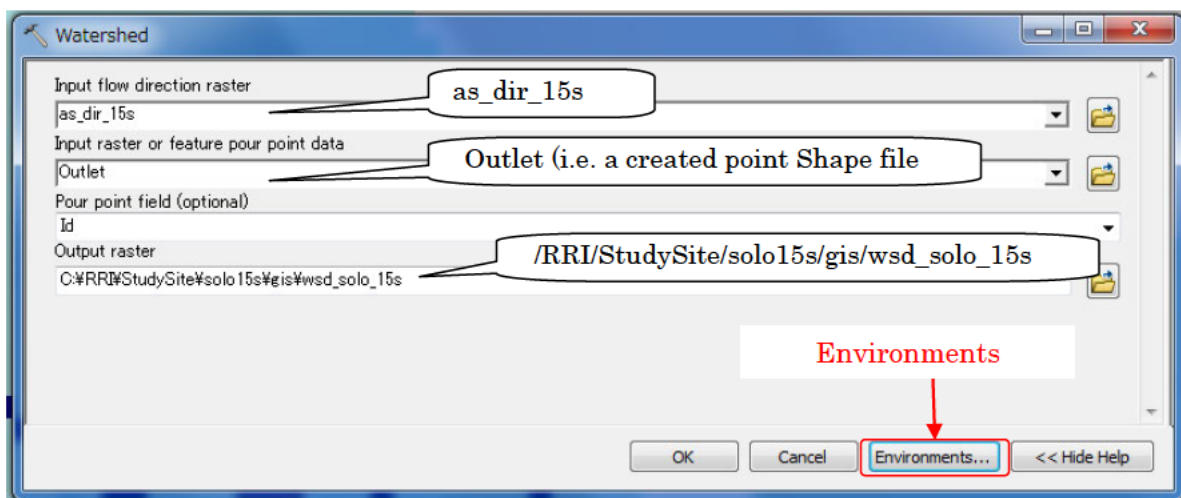 Watershed
Input flow direction raster
as_dir_15s
as_dir_15s
Input raster or feature pour point data
Outlet (i.e. a created point Shape file
Outlet
Pour point field (optional)
Id
Output raster
/RRI/StudySite/solo15s/gis/wsd_solo_15s
C:¥RRI¥StudySite¥solo15s¥gis¥wsd_solo_15s
Environments
OK
Cancel
Environments...
<< Hide Help